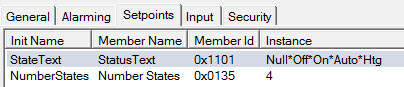 General Alarming Setpoints Input Security
Init Name Member Name Member Id Instance
StateText StatusText 0x1101 Null*Off*On*Auto*Htg
NumberStates Number States 0x0135 4